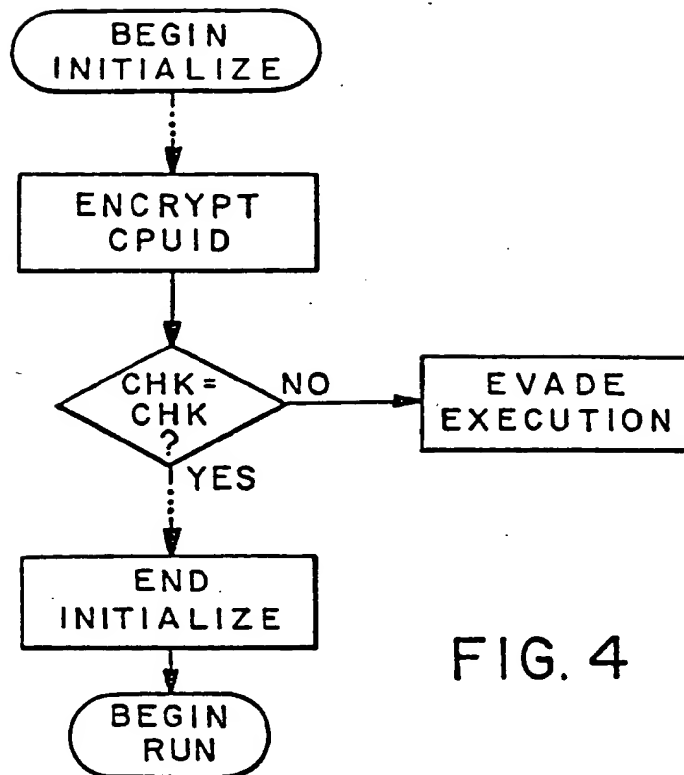 BEGIN
INITIALIZE
ENCRYPT
CPUID
CHK=
CHK
?
NO
EVADE
EXECUTION
YES
END
INITIALIZE
BEGIN
RUN
FIG. 4